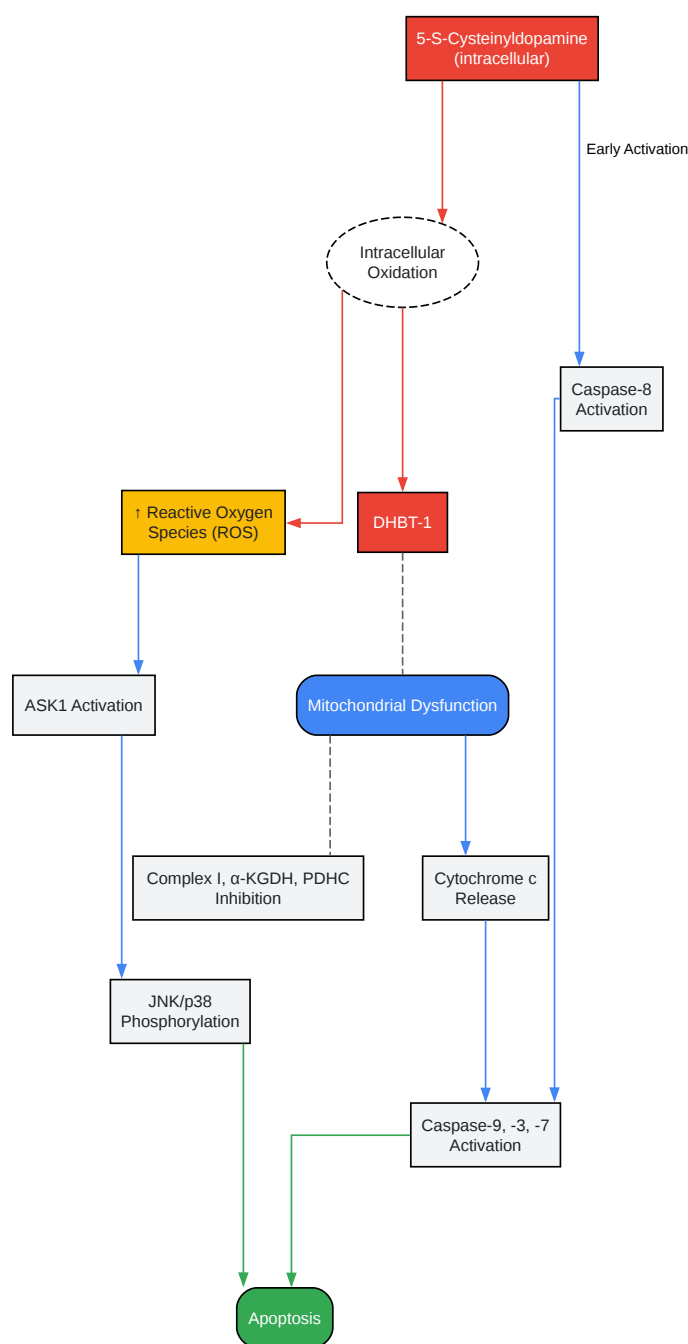 5-S-Cysteinyldopamine
(intracellular)
Early Activation
Intracellular
Oxidation
Caspase-8
Activation
↑ Reactive Oxygen
Species (ROS)
DHBT-1
ASK1 Activation
Mitochondrial Dysfunction
Complex I, α-KGDH, PDHC
Inhibition
Cytochrome c
Release
JNK/p38
Phosphorylation
Caspase-9, -3, -7
Activation
Apoptosis